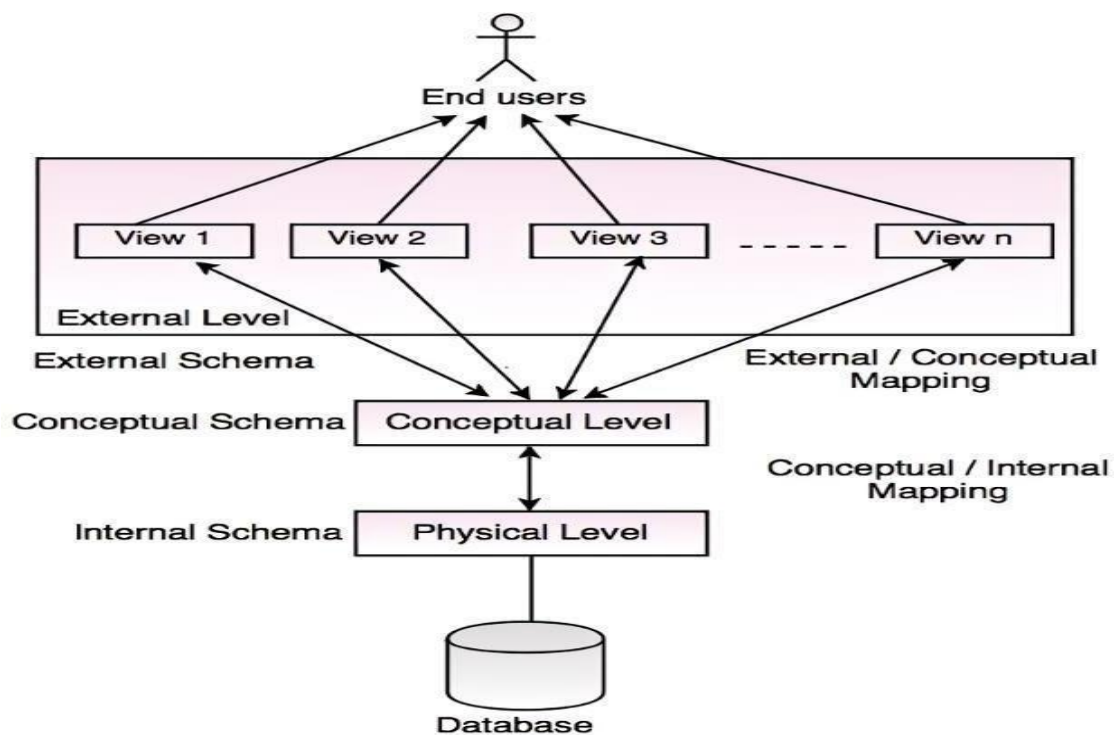 End users
View 1
View 2
View 3
View n
External Level
External Schema
External / Conceptual
Mapping
Conceptual Schema
Conceptual Level
Conceptual / Internal
Mapping
Internal Schema
Physical Level
Database